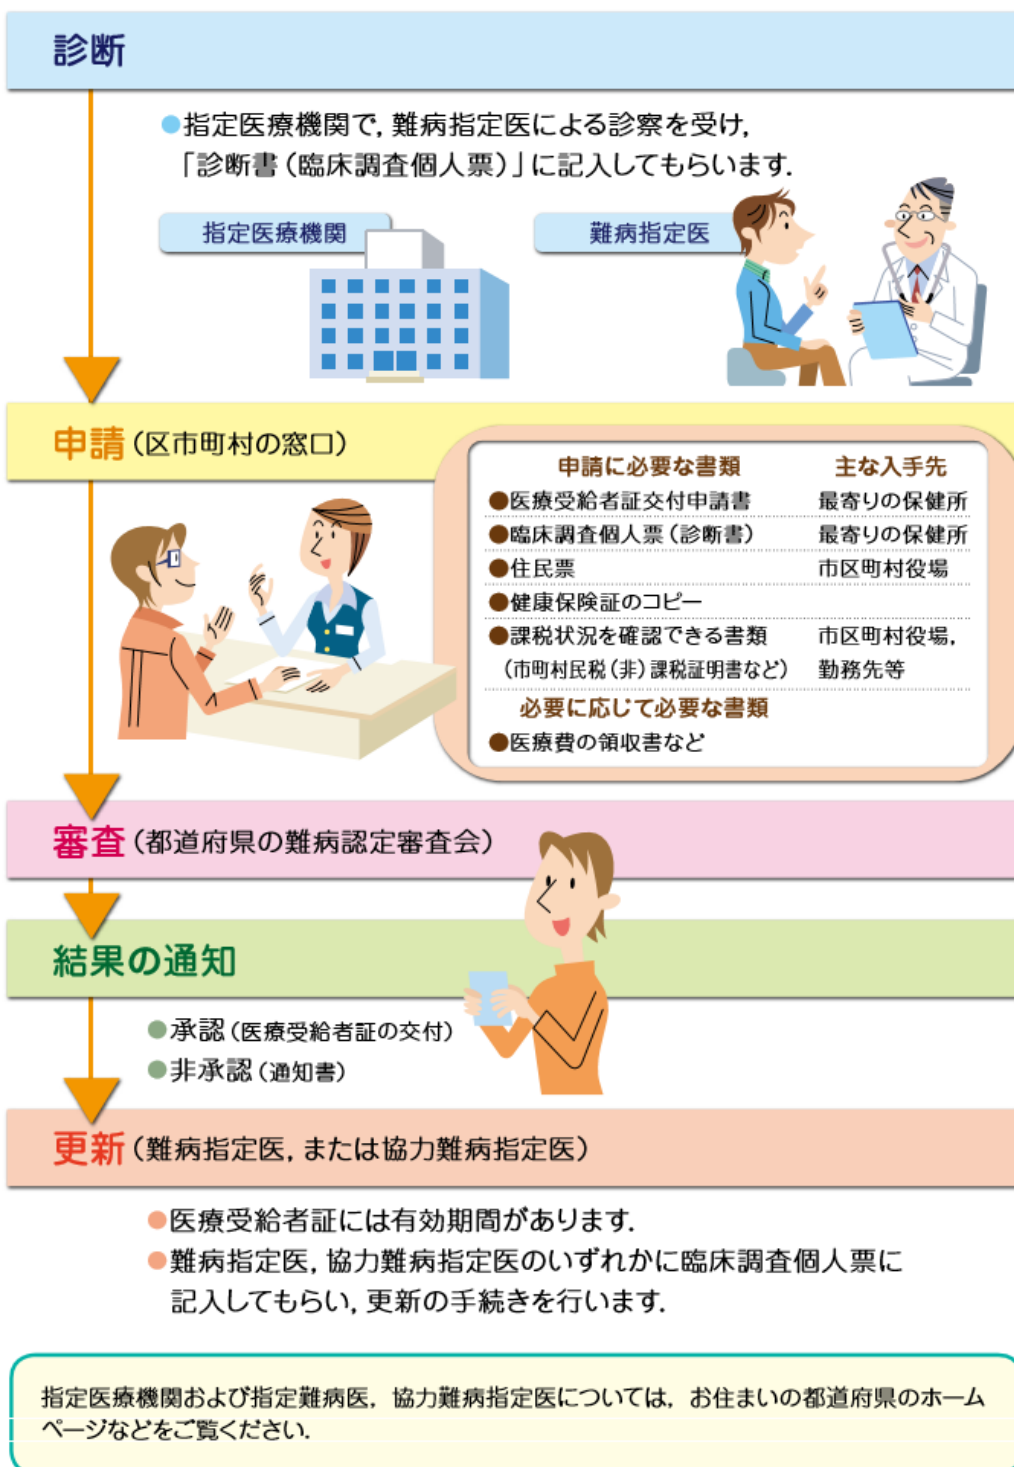 診断
●指定医療機関で，難病指定医による診察を受け，
「診断書（臨床調査個人票）」に記入してもらいます．
指定医療機関
難病指定医
申請（区市町村の窓口）
申請に必要な書類 主な入手先
●医療受給者証交付申請書 最寄りの保健所
●臨床調査個人票（診断書） 最寄りの保健所
●住民票 市区町村役場
●健康保険証のコピー
●課税状況を確認できる書類 市区町村役場，
（市町村民税（非）課税証明書など） 勤務先等
必要に応じて必要な書類
●医療費の領収書など
審査（都道府県の難病認定審査会）
結果の通知
●承認（医療受給者証の交付）
●非承認（通知書）
更新（難病指定医，または協力難病指定医）
●医療受給者証には有効期間があります．
●難病指定医，協力難病指定医のいずれかに臨床調査個人票に
記入してもらい，更新の手続きを行います．
指定医療機関および指定難病医，協力難病指定医については，お住まいの都道府県のホーム
ページなどをご覧ください．